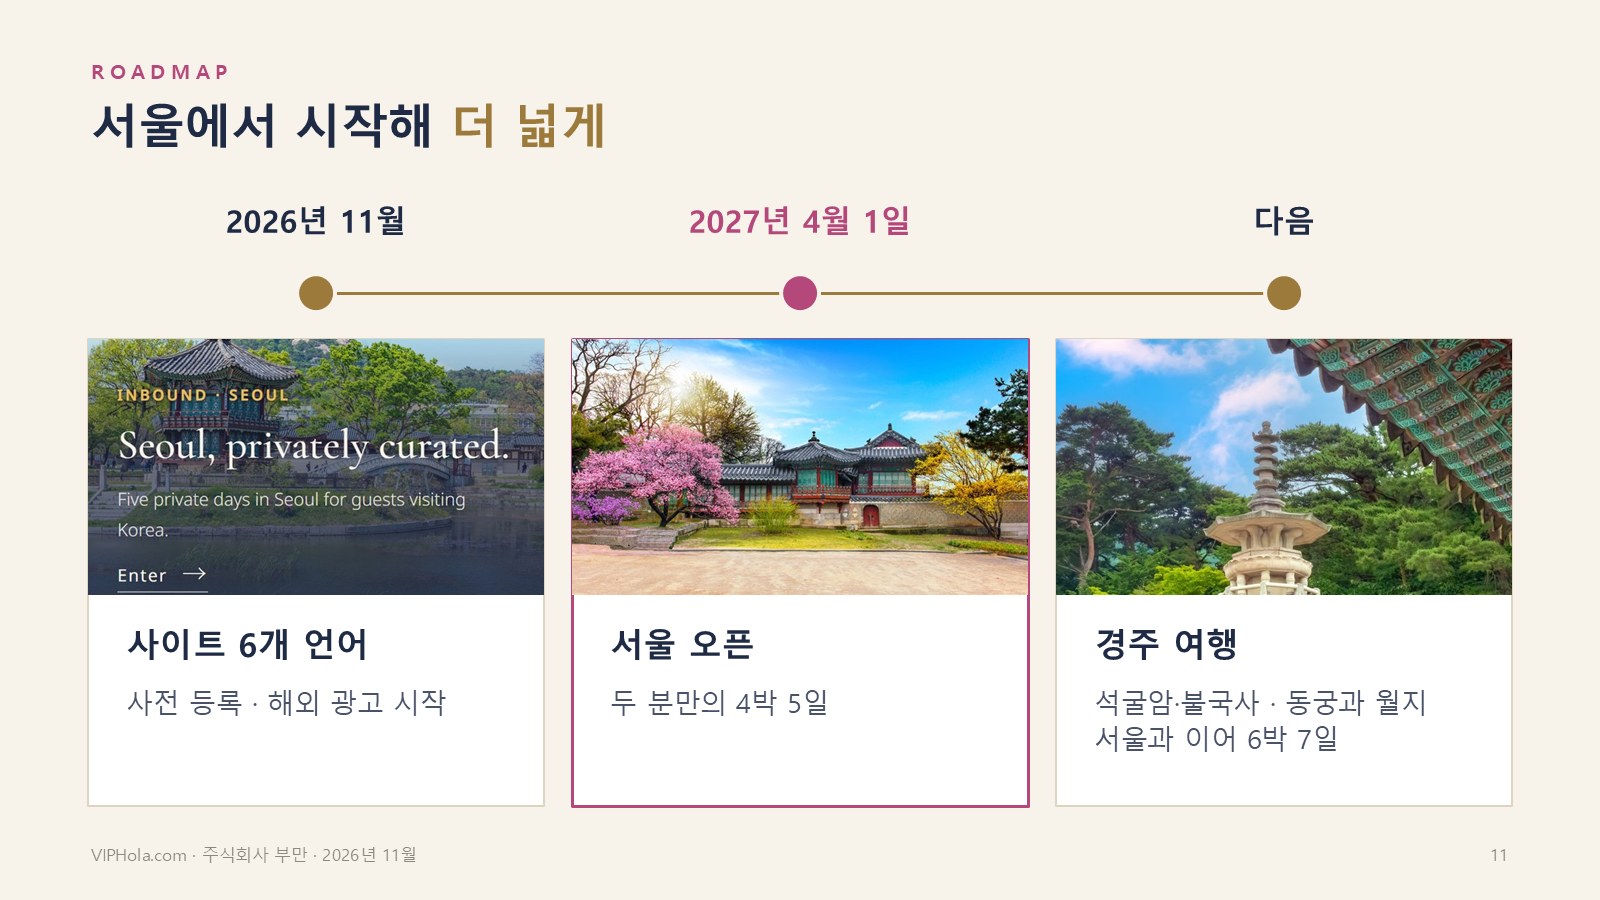 ROADMAP
서울에서 시작해 더 넓게
2026년 11월
2027년 4월 1일
다음
INBOUND · SEOUL
Seoul, privately curated.
Five private days in Seoul for guests visiting
Korea.
Enter →
사이트 6개 언어
사전 등록 · 해외 광고 시작
서울 오픈
두 분만의 4박 5일
경주 여행
석굴암·불국사 · 동궁과 월지
서울과 이어 6박 7일
VIPHola.com · 주식회사 부만 · 2026년 11월
11